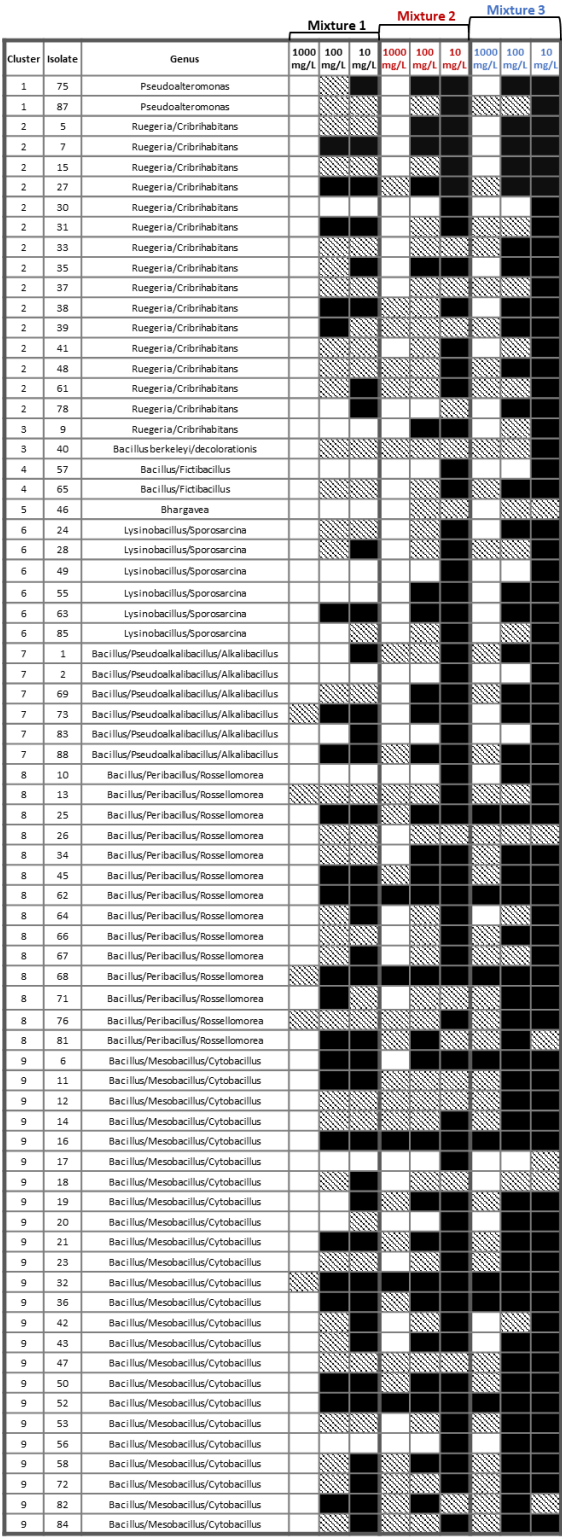 Mixture 1 Mixture 2 Mixture 3
Cluster Isolate Genus 1000 mg/L 100 mg/L 10 mg/L 1000 mg/L 100 mg/L 10 mg/L 1000 mg/L 100 mg/L 10 mg/L
1 75 Pseudoalteromonas
1 87 Pseudoalteromonas
2 5 Ruegeria/Cribrihabitans
2 7 Ruegeria/Cribrihabitans
2 15 Ruegeria/Cribrihabitans
2 27 Ruegeria/Cribrihabitans
2 30 Ruegeria/Cribrihabitans
2 31 Ruegeria/Cribrihabitans
2 33 Ruegeria/Cribrihabitans
2 35 Ruegeria/Cribrihabitans
2 37 Ruegeria/Cribrihabitans
2 38 Ruegeria/Cribrihabitans
2 39 Ruegeria/Cribrihabitans
2 41 Ruegeria/Cribrihabitans
2 48 Ruegeria/Cribrihabitans
2 61 Ruegeria/Cribrihabitans
2 78 Ruegeria/Cribrihabitans
3 9 Ruegeria/Cribrihabitans
3 40 Bacillus berkeleyi/decolorationis
4 57 Bacillus/Fictibacillus
4 65 Bacillus/Fictibacillus
5 46 Bhargavea
6 24 Lysinobacillus/Sporosarcina
6 28 Lysinobacillus/Sporosarcina
6 49 Lysinobacillus/Sporosarcina
6 55 Lysinobacillus/Sporosarcina
6 63 Lysinobacillus/Sporosarcina
6 85 Lysinobacillus/Sporosarcina
7 1 Bacillus/Pseudoalkalibacillus/Alkalibacillus
7 2 Bacillus/Pseudoalkalibacillus/Alkalibacillus
7 69 Bacillus/Pseudoalkalibacillus/Alkalibacillus
7 73 Bacillus/Pseudoalkalibacillus/Alkalibacillus
7 83 Bacillus/Pseudoalkalibacillus/Alkalibacillus
7 88 Bacillus/Pseudoalkalibacillus/Alkalibacillus
8 10 Bacillus/Peribacillus/Rossellomorea
8 13 Bacillus/Peribacillus/Rossellomorea
8 25 Bacillus/Peribacillus/Rossellomorea
8 26 Bacillus/Peribacillus/Rossellomorea
8 34 Bacillus/Peribacillus/Rossellomorea
8 45 Bacillus/Peribacillus/Rossellomorea
8 62 Bacillus/Peribacillus/Rossellomorea
8 64 Bacillus/Peribacillus/Rossellomorea
8 66 Bacillus/Peribacillus/Rossellomorea
8 67 Bacillus/Peribacillus/Rossellomorea
8 68 Bacillus/Peribacillus/Rossellomorea
8 71 Bacillus/Peribacillus/Rossellomorea
8 76 Bacillus/Peribacillus/Rossellomorea
8 81 Bacillus/Peribacillus/Rossellomorea
9 6 Bacillus/Mesobacillus/Cytobacillus
9 11 Bacillus/Mesobacillus/Cytobacillus
9 12 Bacillus/Mesobacillus/Cytobacillus
9 14 Bacillus/Mesobacillus/Cytobacillus
9 16 Bacillus/Mesobacillus/Cytobacillus
9 17 Bacillus/Mesobacillus/Cytobacillus
9 18 Bacillus/Mesobacillus/Cytobacillus
9 19 Bacillus/Mesobacillus/Cytobacillus
9 20 Bacillus/Mesobacillus/Cytobacillus
9 21 Bacillus/Mesobacillus/Cytobacillus
9 23 Bacillus/Mesobacillus/Cytobacillus
9 32 Bacillus/Mesobacillus/Cytobacillus
9 36 Bacillus/Mesobacillus/Cytobacillus
9 42 Bacillus/Mesobacillus/Cytobacillus
9 43 Bacillus/Mesobacillus/Cytobacillus
9 47 Bacillus/Mesobacillus/Cytobacillus
9 50 Bacillus/Mesobacillus/Cytobacillus
9 52 Bacillus/Mesobacillus/Cytobacillus
9 53 Bacillus/Mesobacillus/Cytobacillus
9 56 Bacillus/Mesobacillus/Cytobacillus
9 58 Bacillus/Mesobacillus/Cytobacillus
9 72 Bacillus/Mesobacillus/Cytobacillus
9 82 Bacillus/Mesobacillus/Cytobacillus
9 84 Bacillus/Mesobacillus/Cytobacillus